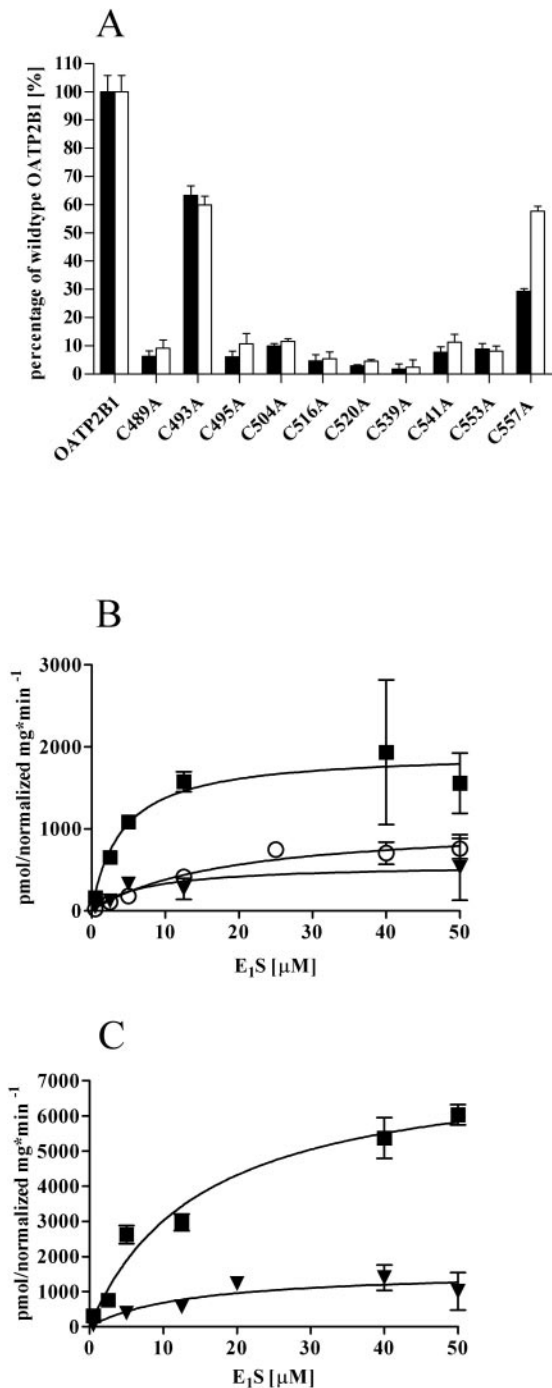 A
percentage of wildtype OATP2B1 [%]
110
100
90
80
70
60
50
40
30
20
10
0
OATP2B1
C489A
C493A
C495A
C504A
C516A
C520A
C539A
C541A
C553A
C557A
B
pmol/normalized mg*min⁻¹
3000
2000
1000
0
0 10 20 30 40 50
E₁S [µM]
C
pmol/normalized mg*min⁻¹
7000
6000
5000
4000
3000
2000
1000
0
0 10 20 30 40 50
E₁S [µM]